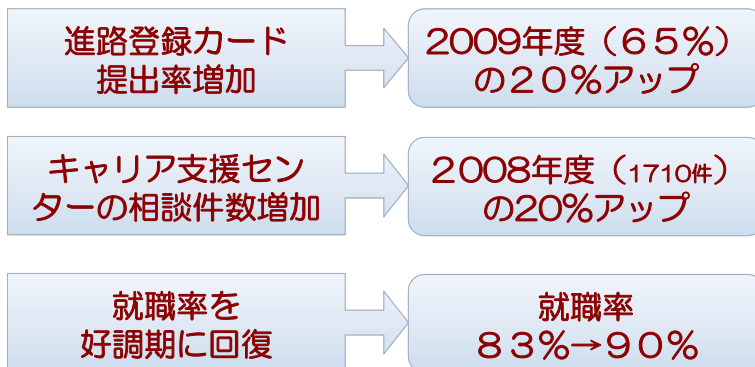 進路登録カード
提出率増加
2009年度（６５％）
の２０％アップ
キャリア支援セン
ターの相談件数増加
2008年度（1710件）
の20％アップ
就職率を
好調期に回復
就職率
８３％→９０％